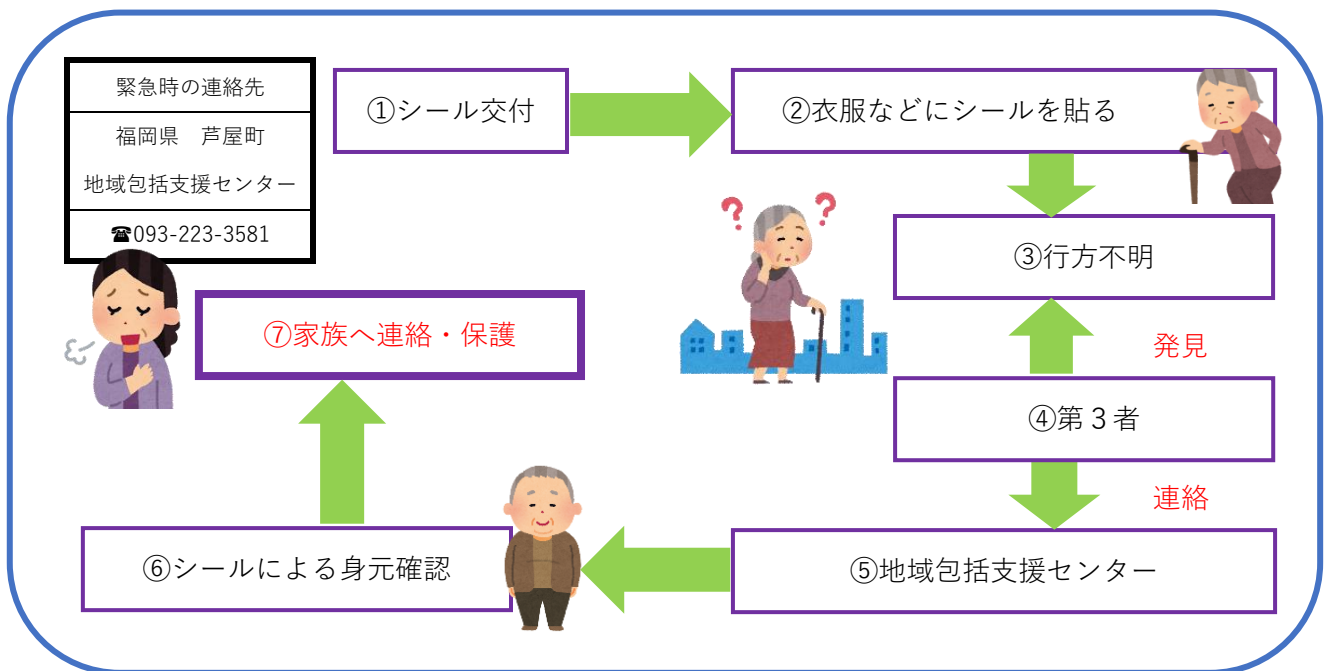 緊急時の連絡先
福岡県　芦屋町
地域包括支援センター
☎093-223-3581
①シール交付
②衣服などにシールを貼る
③行方不明
発見
④第３者
連絡
⑤地域包括支援センター
⑥シールによる身元確認
⑦家族へ連絡・保護
？ ？